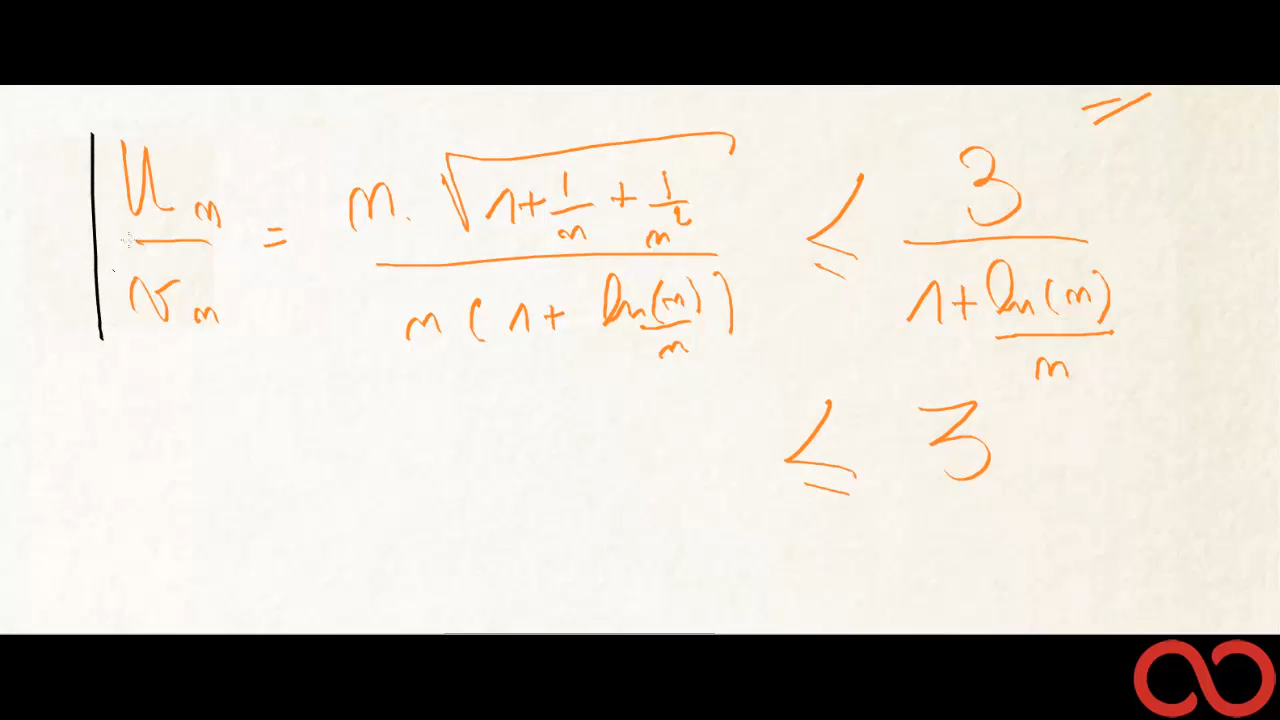 | u_n / v_n = n · √(1 + 1/n + 1/n²) / n(1 + ln(n)/n) ≤ 3 / (1 + ln(n)/n)
≤ 3